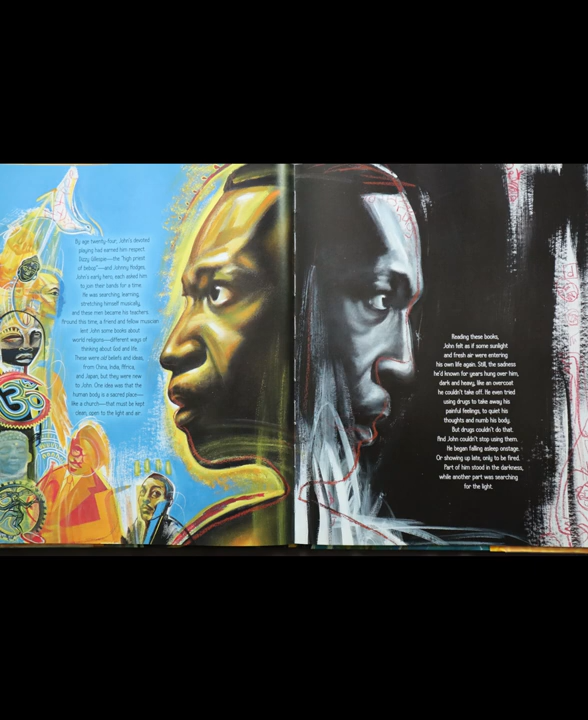 By age twenty-four, John's devoted
playing had earned him respect.
Dizzy Gillespie—the "high priest
of bebop"—and Johnny Hodges,
John's early hero, each asked him
to join their bands for a time.
He was searching, learning,
stretching himself musically,
and these men became his teachers.
Around this time, a friend and fellow musician
lent John some books about
world religions—different ways of
thinking about God and life.
These were old beliefs and ideas,
from China, India, Africa,
and Japan, but they were new
to John. One idea was that the
human body is a sacred place—
like a church—that must be kept
clean, open to the light and air.
Reading these books,
John felt as if some sunlight
and fresh air were entering
his own life again. Still, the sadness
he'd known for years hung over him,
dark and heavy, like an overcoat
he couldn't take off. He even tried
using drugs to take away his
painful feelings, to quiet his
thoughts and numb his body.
But drugs couldn't do that.
And John couldn't stop using them.
He began falling asleep onstage.
Or showing up late, only to be fired.
Part of him stood in the darkness,
while another part was searching
for the light.